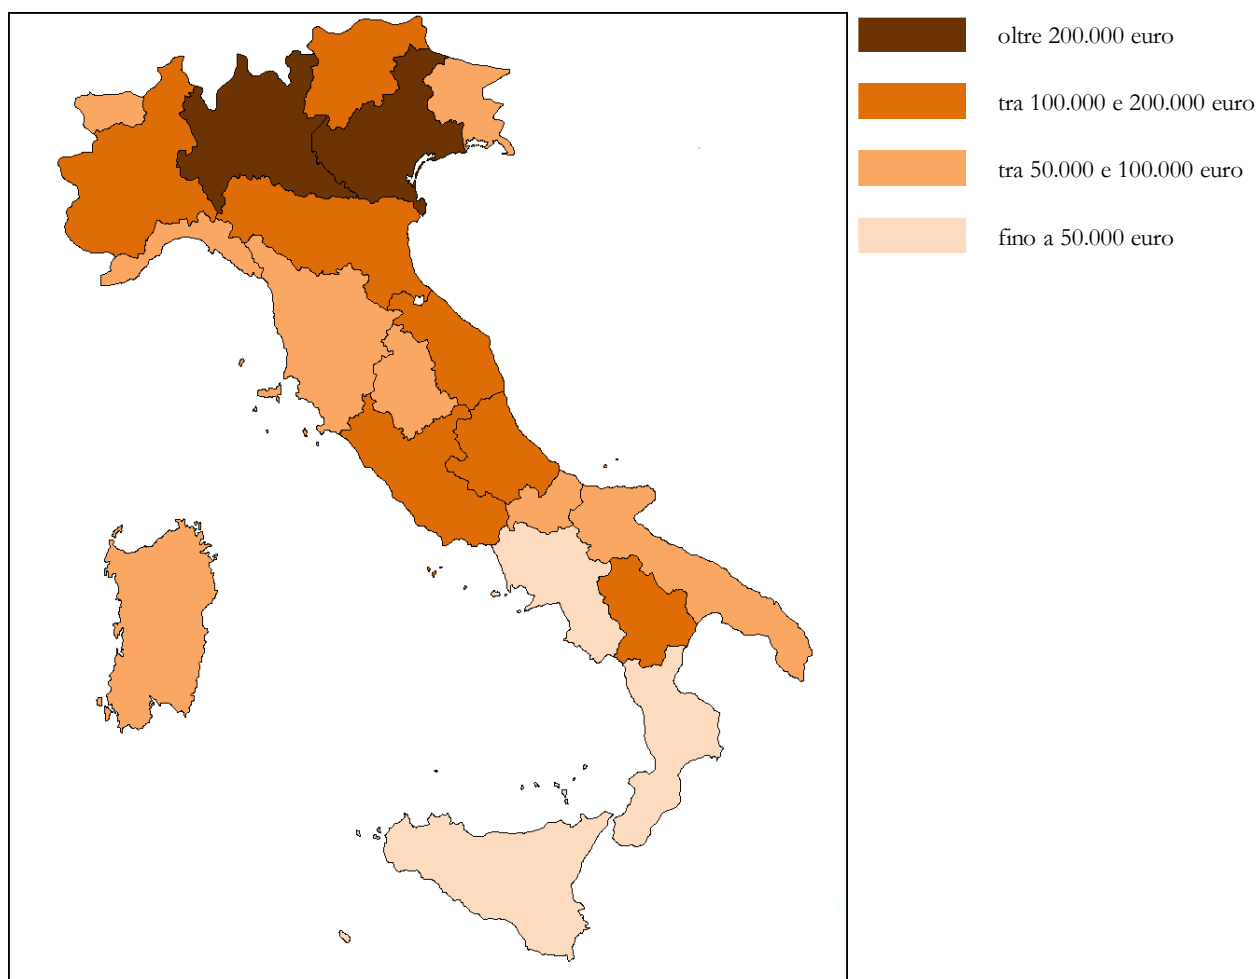 oltre 200.000 euro
tra 100.000 e 200.000 euro
tra 50.000 e 100.000 euro
fino a 50.000 euro